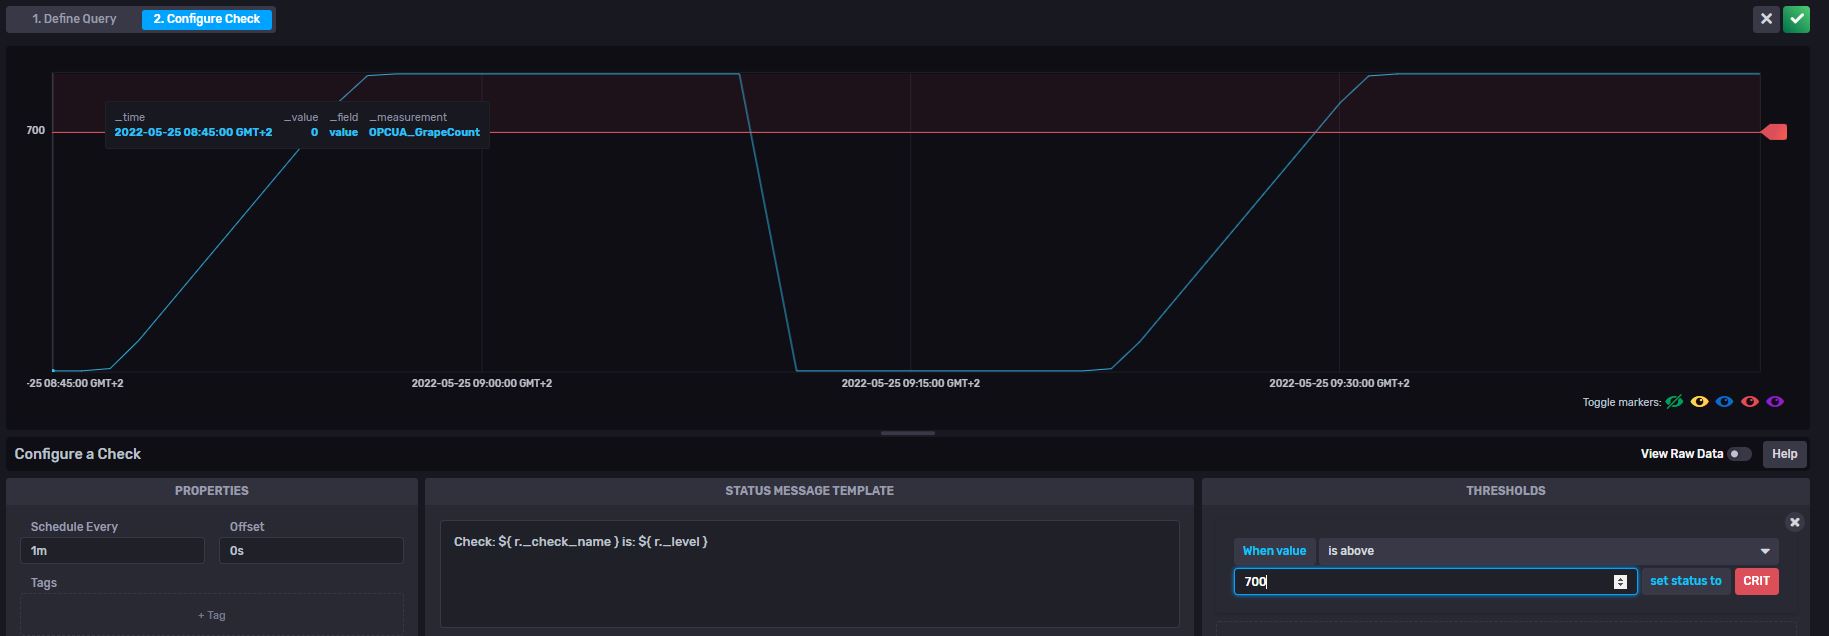 1. Define Query 2. Configure Check
_time _value _field _measurement
700 2022-05-25 08:45:00 GMT+2 0 value OPCUA_GrapeCount
-25 08:45:00 GMT+2 2022-05-25 09:00:00 GMT+2 2022-05-25 09:15:00 GMT+2 2022-05-25 09:30:00 GMT+2
Toggle markers:
Configure a Check View Raw Data Help
PROPERTIES STATUS MESSAGE TEMPLATE THRESHOLDS
Schedule Every Offset
1m 0s
Check: ${ r._check_name } is: ${ r._level }
When value is above
700 set status to CRIT
Tags
+ Tag